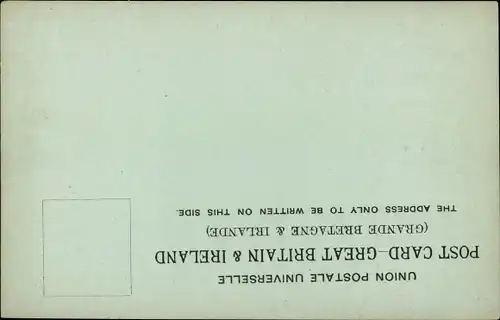 UNION POSTALE UNIVERSELLE
POST CARD–GREAT BRITAIN & IRELAND
(GRANDE BRETAGNE & IRLANDE)
THE ADDRESS ONLY TO BE WRITTEN ON THIS SIDE.